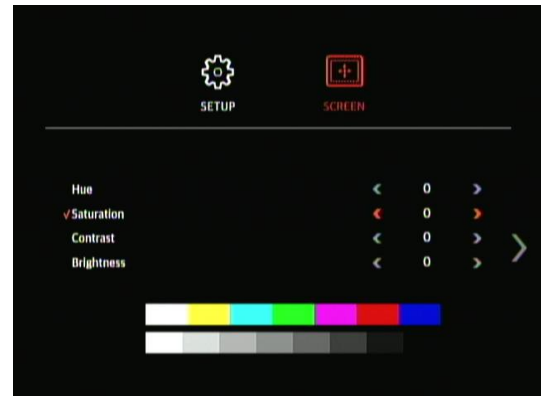 SETUP SCREEN
Hue 0
✓Saturation 0
Contrast 0
Brightness 0